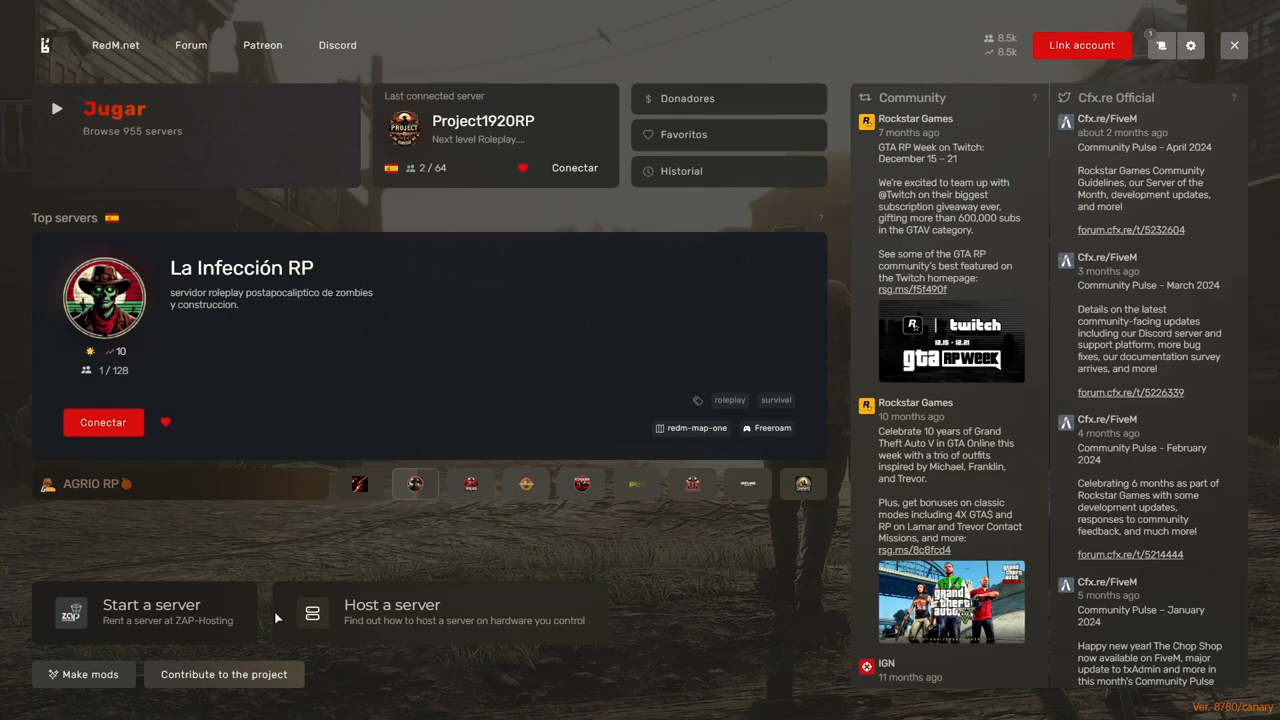 RedM.net
Forum
Patreon
Discord
8.5k
8.5k
Link account
1
Jugar
Browse 955 servers
Last connected server
PROJECT
Project1920RP
Next level Roleplay....
2 / 64
Conectar
Donadores
Favoritos
Historial
Top servers
?
La Infección RP
servidor roleplay postapocaliptico de zombies
y construccion.
10
1 / 128
Conectar
roleplay
survival
redm-map-one
Freeroam
AGRIO RP
zap
Start a server
Rent a server at ZAP-Hosting
Host a server
Find out how to host a server on hardware you control
Make mods
Contribute to the project
Community
?
Rockstar Games
7 months ago
GTA RP Week on Twitch:
December 15 – 21
We're excited to team up with
@Twitch on their biggest
subscription giveaway ever,
gifting more than 600,000 subs
in the GTAV category.
See some of the GTA RP
community's best featured on
the Twitch homepage:
rsg.ms/f5f490f
R twitch
12.15 - 12.21
gta RP WEEK
Rockstar Games
10 months ago
Celebrate 10 years of Grand
Theft Auto V in GTA Online this
week with a trio of outfits
inspired by Michael, Franklin,
and Trevor.
Plus, get bonuses on classic
modes including 4X GTA$ and
RP on Lamar and Trevor Contact
Missions, and more:
rsg.ms/8c8fcd4
grand
theft
auto
IGN
11 months ago
Cfx.re Official
?
Cfx.re/FiveM
about 2 months ago
Community Pulse - April 2024
Rockstar Games Community
Guidelines, our Server of the
Month, development updates,
and more!
forum.cfx.re/t/5232604
Cfx.re/FiveM
3 months ago
Community Pulse - March 2024
Details on the latest
community-facing updates
including our Discord server and
support platform, more bug
fixes, our documentation survey
arrives, and more!
forum.cfx.re/t/5226339
Cfx.re/FiveM
4 months ago
Community Pulse - February
2024
Celebrating 6 months as part of
Rockstar Games with some
development updates,
responses to community
feedback, and much more!
forum.cfx.re/t/5214444
Cfx.re/FiveM
5 months ago
Community Pulse – January
2024
Happy new year! The Chop Shop
now available on FiveM, major
update to txAdmin and more in
this month's Community Pulse
Ver. 8780/canary